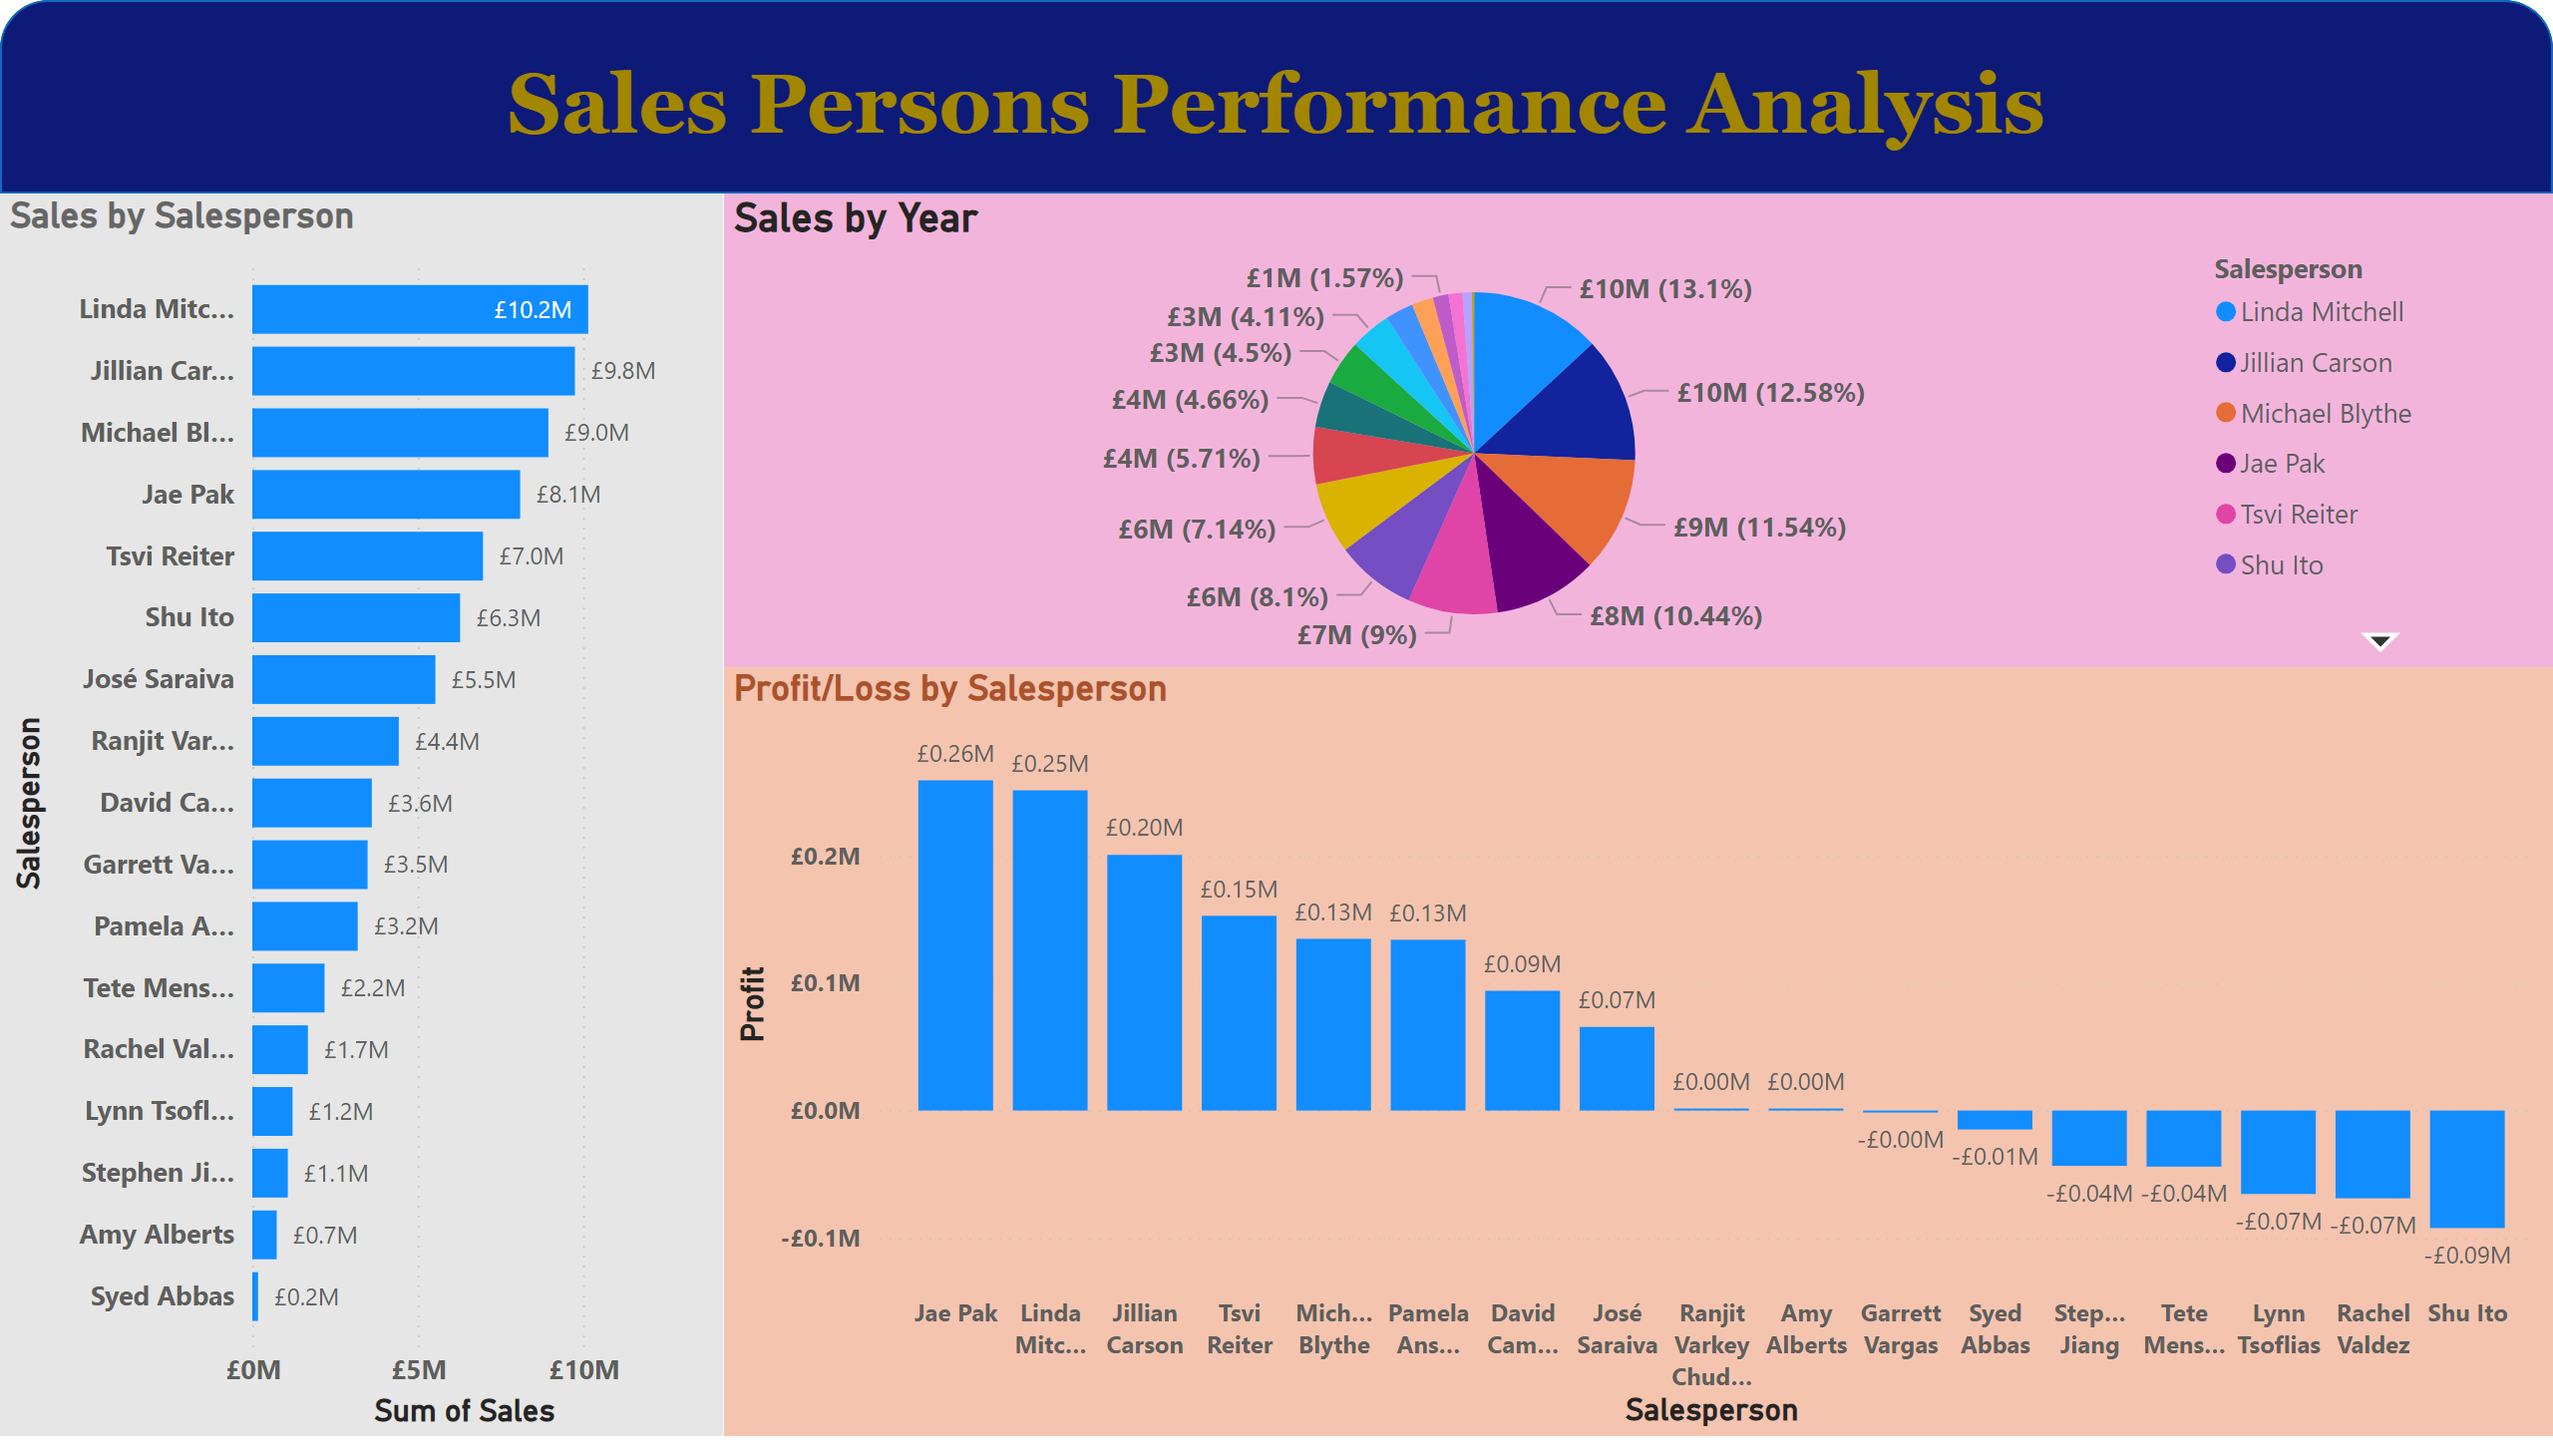 Sales Persons Performance Analysis
Sales by Salesperson
Salesperson
Linda Mitc... £10.2M
Jillian Car... £9.8M
Michael Bl... £9.0M
Jae Pak £8.1M
Tsvi Reiter £7.0M
Shu Ito £6.3M
José Saraiva £5.5M
Ranjit Var... £4.4M
David Ca... £3.6M
Garrett Va... £3.5M
Pamela A... £3.2M
Tete Mens... £2.2M
Rachel Val... £1.7M
Lynn Tsofl... £1.2M
Stephen Ji... £1.1M
Amy Alberts £0.7M
Syed Abbas £0.2M
£0M £5M £10M
Sum of Sales
Sales by Year
£10M (13.1%)
£10M (12.58%)
£9M (11.54%)
£8M (10.44%)
£7M (9%)
£6M (8.1%)
£6M (7.14%)
£4M (5.71%)
£4M (4.66%)
£3M (4.5%)
£3M (4.11%)
£1M (1.57%)
Salesperson
Linda Mitchell
Jillian Carson
Michael Blythe
Jae Pak
Tsvi Reiter
Shu Ito
Profit/Loss by Salesperson
Profit
£0.2M
£0.1M
£0.0M
-£0.1M
£0.26M £0.25M £0.20M £0.15M £0.13M £0.13M £0.09M £0.07M £0.00M £0.00M -£0.00M -£0.01M -£0.04M -£0.04M -£0.07M -£0.07M -£0.09M
Jae Pak Linda Jillian Tsvi Mich... Pamela David José Ranjit Amy Garrett Syed Step... Tete Lynn Rachel Shu Ito
Mitc... Carson Reiter Blythe Ans... Cam... Saraiva Varkey Alberts Vargas Abbas Jiang Mens... Tsoflias Valdez
Chud...
Salesperson